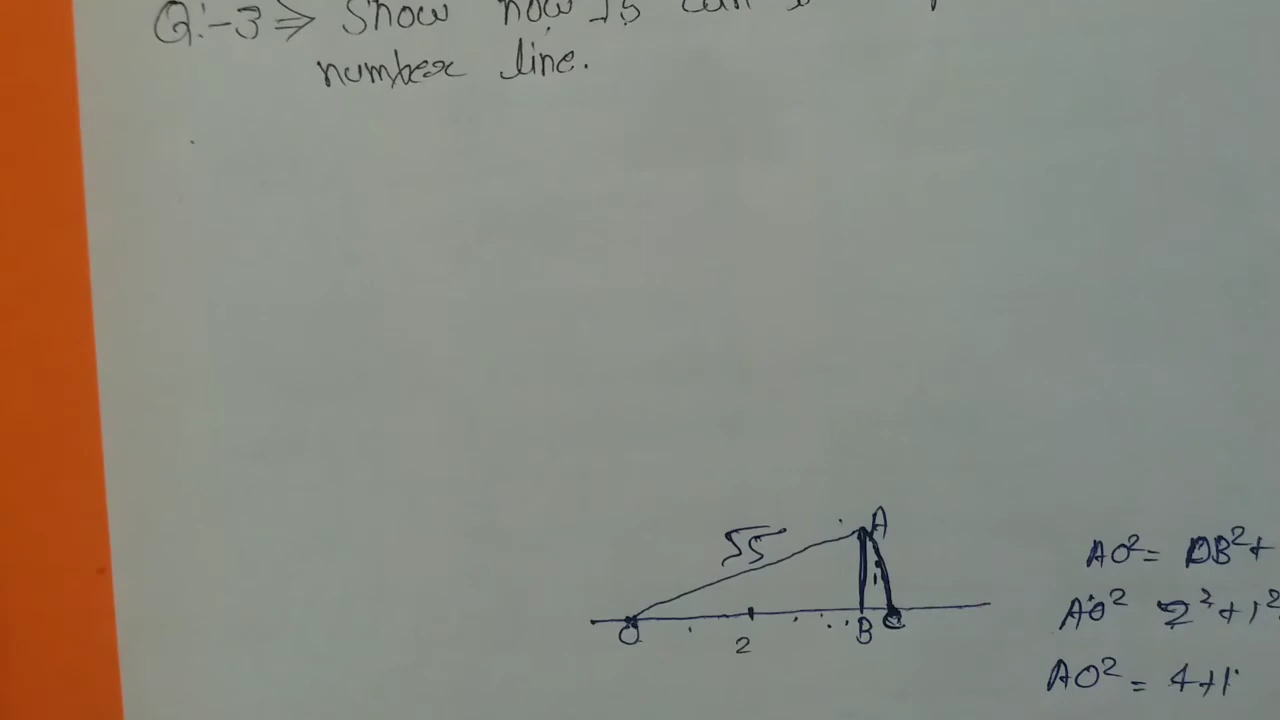 Q:-3⇒ Show how √5 can
number line.
√5
A
O
2
B
C
AO²= OB²+
AO² 2²+1²
AO² = 4+1